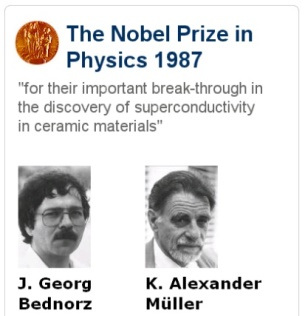 The Nobel Prize in
Physics 1987
"for their important break-through in
the discovery of superconductivity
in ceramic materials"
J. Georg
Bednorz
K. Alexander
Müller